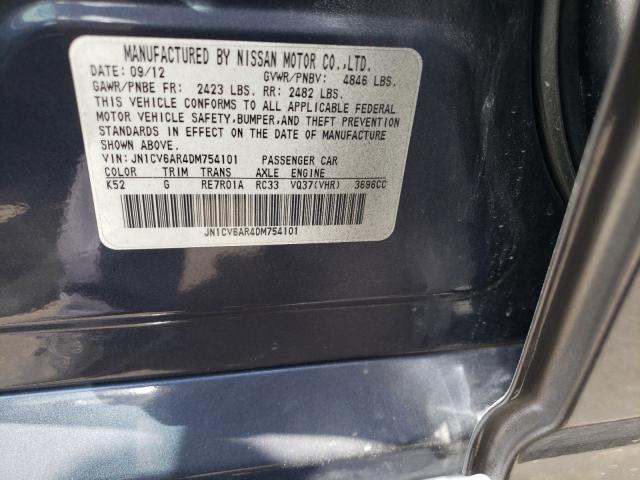 MANUFACTURED BY NISSAN MOTOR CO.,LTD.
DATE: 09/12 GVWR/PNBV: 4846 LBS.
GAWR/PNBE FR: 2423 LBS. RR: 2482 LBS.
THIS VEHICLE CONFORMS TO ALL APPLICABLE FEDERAL
MOTOR VEHICLE SAFETY,BUMPER,AND THEFT PREVENTION
STANDARDS IN EFFECT ON THE DATE OF MANUFACTURE
SHOWN ABOVE.
VIN: JN1CV6AR4DM754101 PASSENGER CAR
COLOR TRIM TRANS AXLE ENGINE
K52 G RE7R01A RC33 VQ37(VHR) 3696CC
JN1CV6AR4DM754101